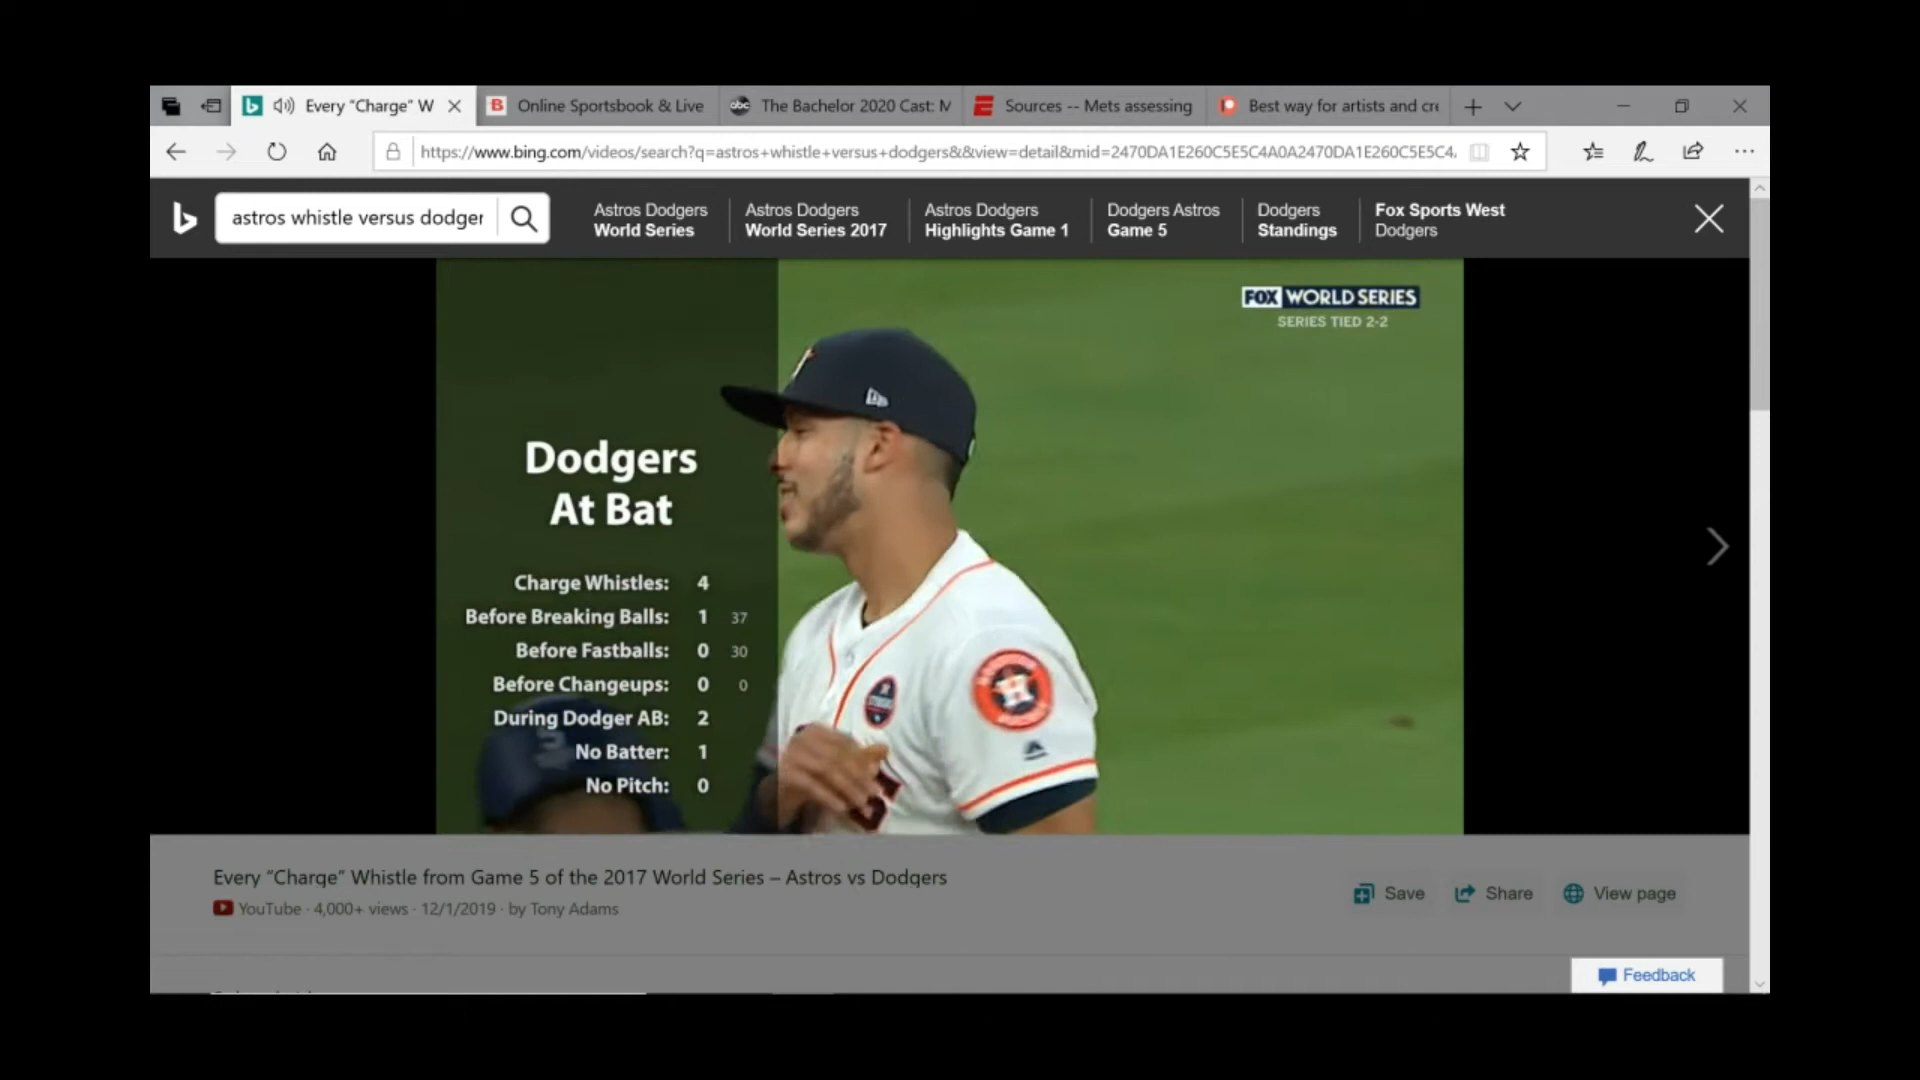 Every “Charge” W
Online Sportsbook & Live
The Bachelor 2020 Cast: M
Sources -- Mets assessing
Best way for artists and cre
https://www.bing.com/videos/search?q=astros+whistle+versus+dodgers&&view=detail&mid=2470DA1E260C5E5C4A0A2470DA1E260C5E5C4
astros whistle versus dodger
Astros Dodgers
World Series
Astros Dodgers
World Series 2017
Astros Dodgers
Highlights Game 1
Dodgers Astros
Game 5
Dodgers
Standings
Fox Sports West
Dodgers
FOX WORLD SERIES
SERIES TIED 2-2
Dodgers
At Bat
Charge Whistles: 4
Before Breaking Balls: 1 37
Before Fastballs: 0 30
Before Changeups: 0 0
During Dodger AB: 2
No Batter: 1
No Pitch: 0
Every “Charge” Whistle from Game 5 of the 2017 World Series – Astros vs Dodgers
YouTube · 4,000+ views · 12/1/2019 · by Tony Adams
Save
Share
View page
Feedback